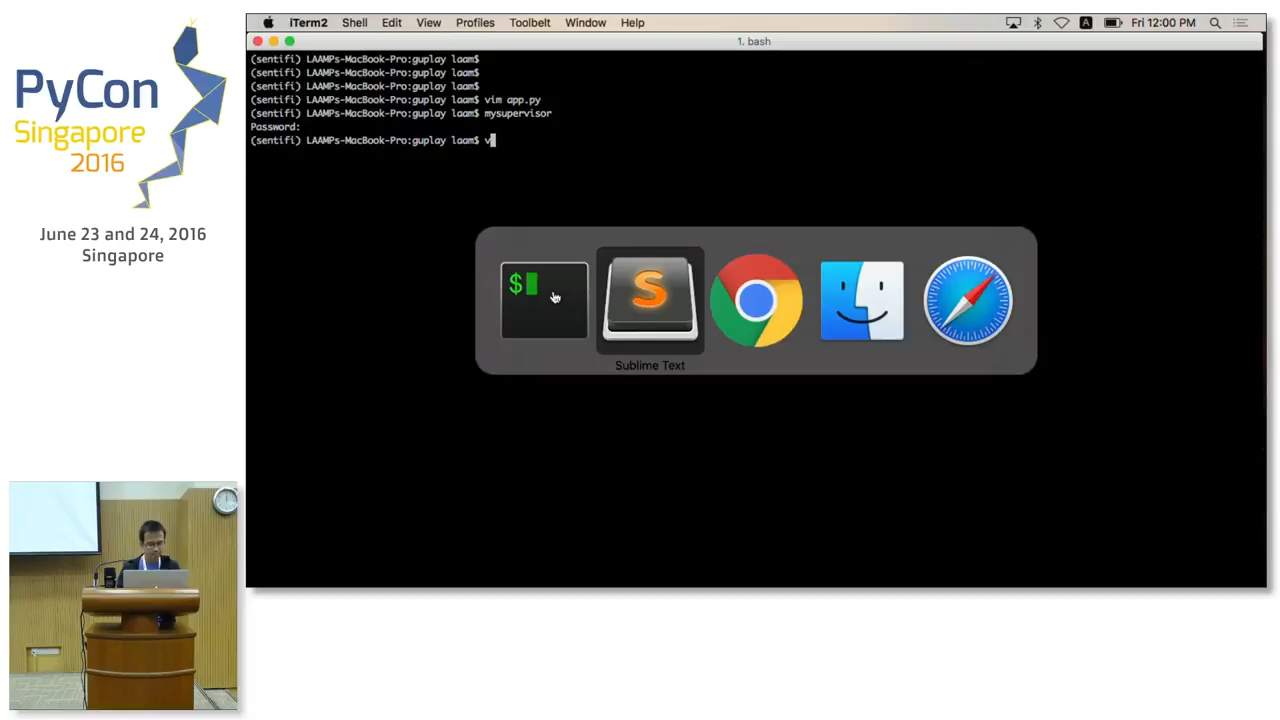 PyCon
Singapore
2016
June 23 and 24, 2016
Singapore
iTerm2 Shell Edit View Profiles Toolbelt Window Help
A Fri 12:00 PM
1. bash
(sentifi) LAAMPs-MacBook-Pro:guplay laam$
(sentifi) LAAMPs-MacBook-Pro:guplay laam$
(sentifi) LAAMPs-MacBook-Pro:guplay laam$
(sentifi) LAAMPs-MacBook-Pro:guplay laam$ vim app.py
(sentifi) LAAMPs-MacBook-Pro:guplay laam$ mysupervisor
Password:
(sentifi) LAAMPs-MacBook-Pro:guplay laam$ v
$
S
Sublime Text